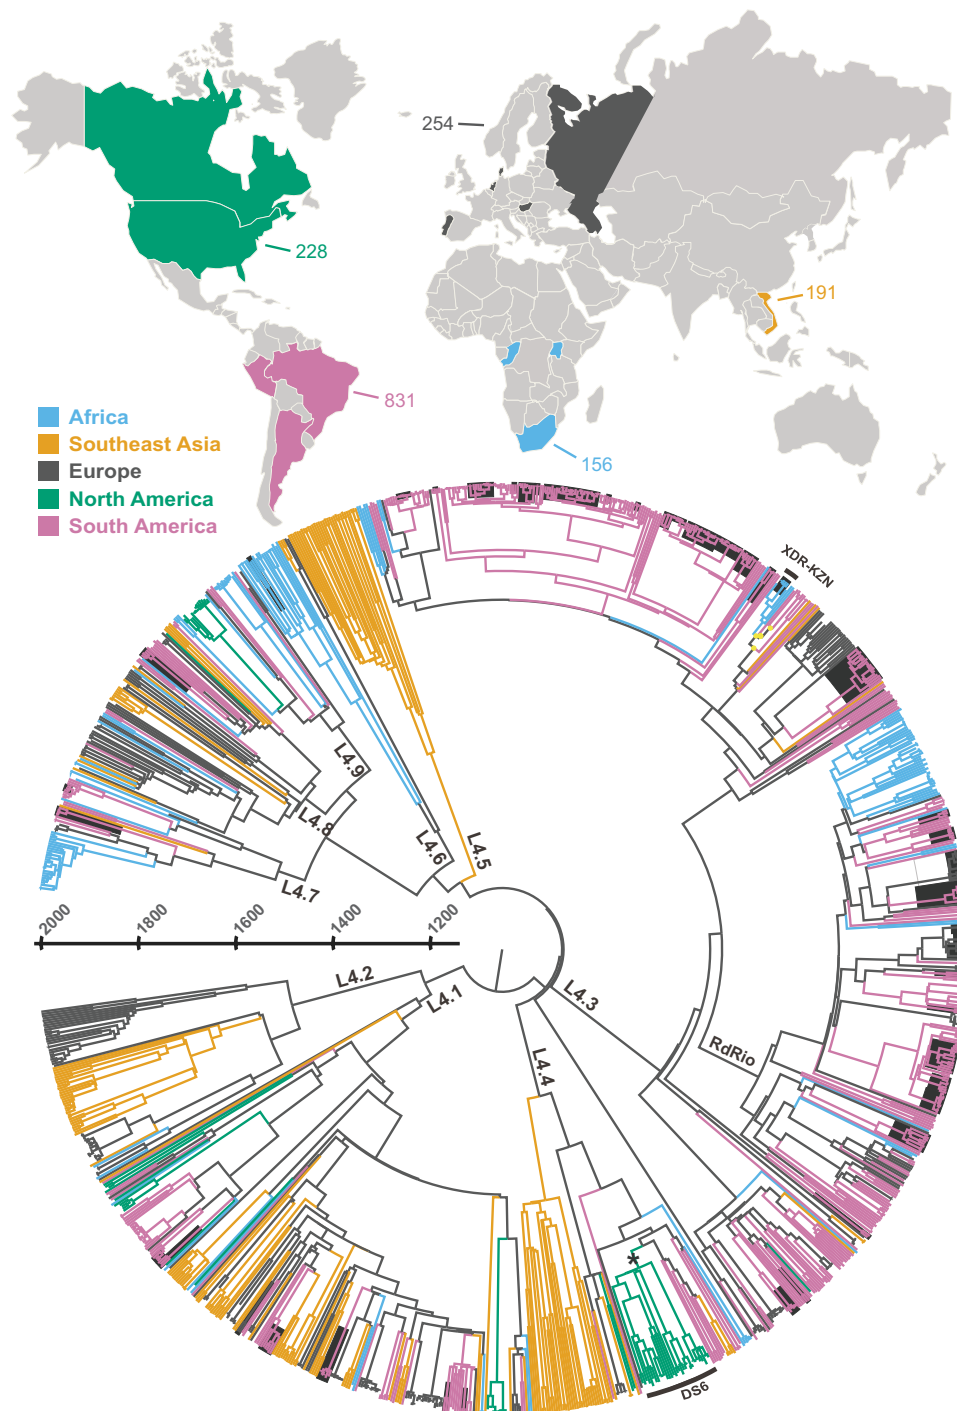 254
228
191
831
156
Africa
Southeast Asia
Europe
North America
South America
XDR-KZN
L4.9
L4.8
L4.6
L4.5
L4.7
2000
1800
1600
1400
1200
L4.2
L4.1
L4.3
L4.4
RdRio
*
DS6